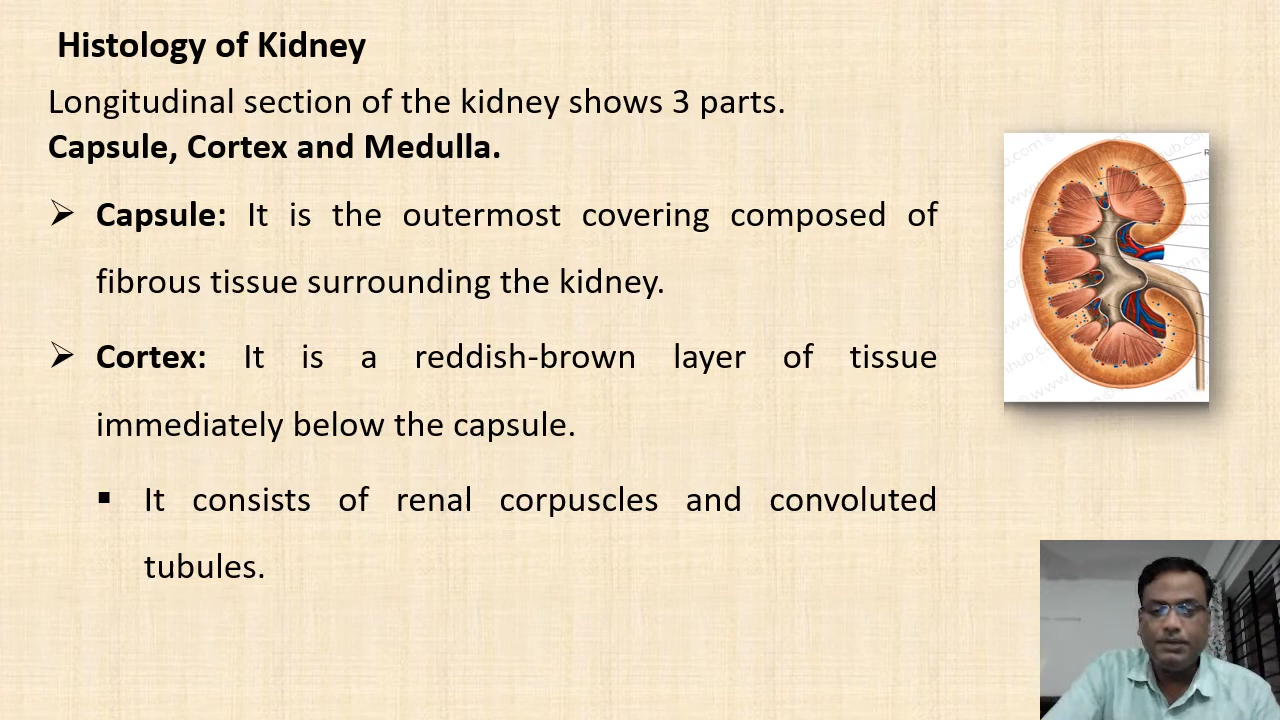 Histology of Kidney
Longitudinal section of the kidney shows 3 parts.
Capsule, Cortex and Medulla.
➢ Capsule: It is the outermost covering composed of
fibrous tissue surrounding the kidney.
➢ Cortex: It is a reddish-brown layer of tissue
immediately below the capsule.
▪ It consists of renal corpuscles and convoluted
tubules.